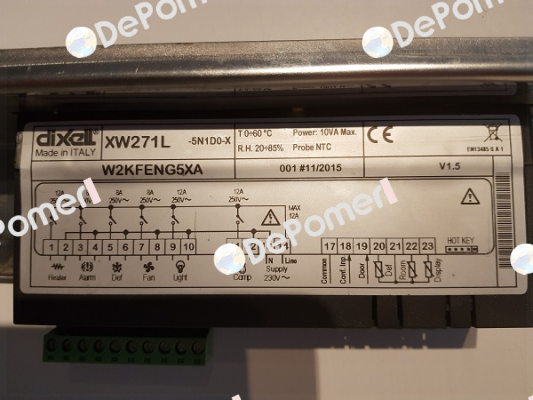 DePomerI
DePomerI
dixell XW271L -5N1D0-X
Made in ITALY
T 0÷60 °C Power: 10VA Max.
R.H. 20÷85% Probe NTC
CE
EN13485 S A 1
W2KFENG5XA 001 #11/2015 V1.5
12A 8A 8A 12A 12A
250V~ 250V~ 250V~ 250V~
MAX
12A
1 2 3 4 5 6 7 8 9 10
17 18 19 20 21 22 23
HOT KEY
Heater Alarm Def Fan Light Comp
N Line
Supply
230V~
Common Conf. Inp. Door Def Room Display
DePomerI
DePomerI